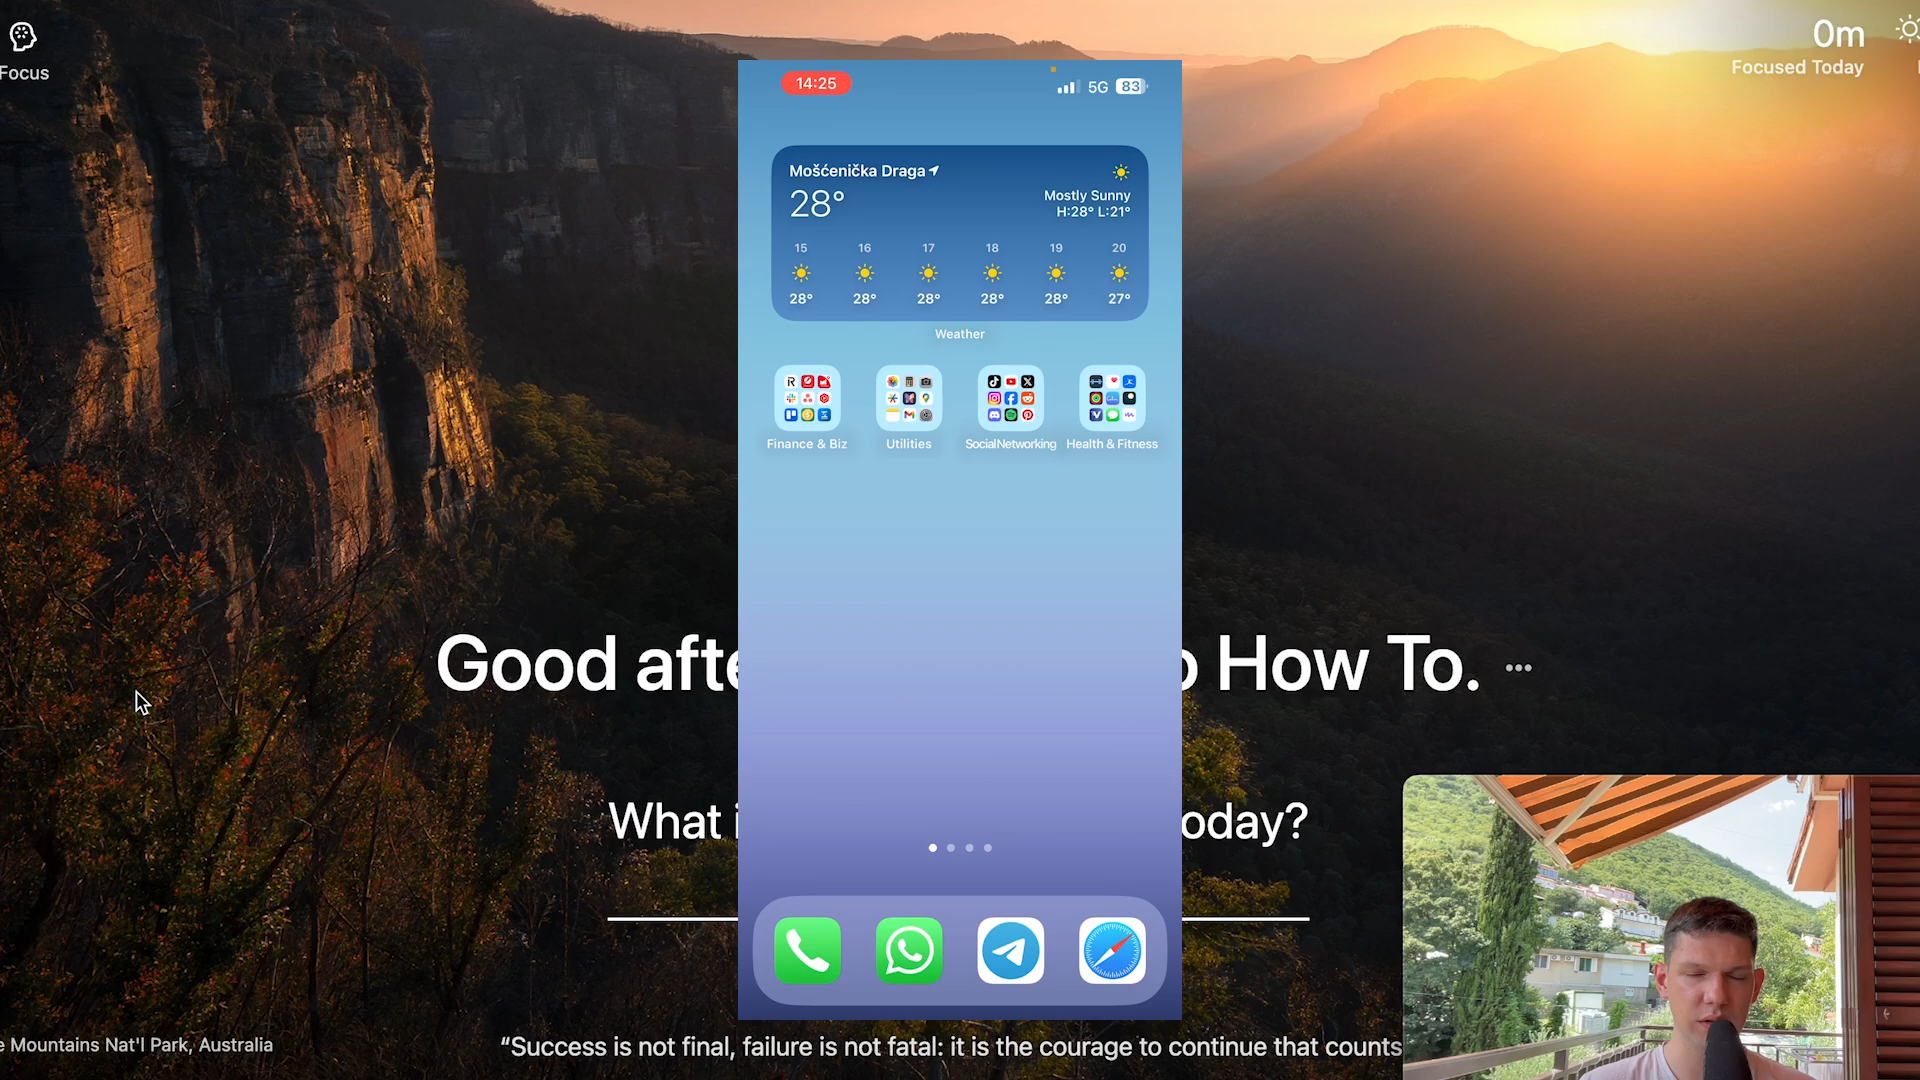 Focus
0m
Focused Today
14:25
5G 83
Mošćenička Draga
28°
Mostly Sunny
H:28° L:21°
15 16 17 18 19 20
28° 28° 28° 28° 28° 27°
Weather
Finance & Biz Utilities SocialNetworking Health & Fitness
Good afte
How To.
What i
oday?
e Mountains Nat'l Park, Australia
“Success is not final, failure is not fatal: it is the courage to continue that counts